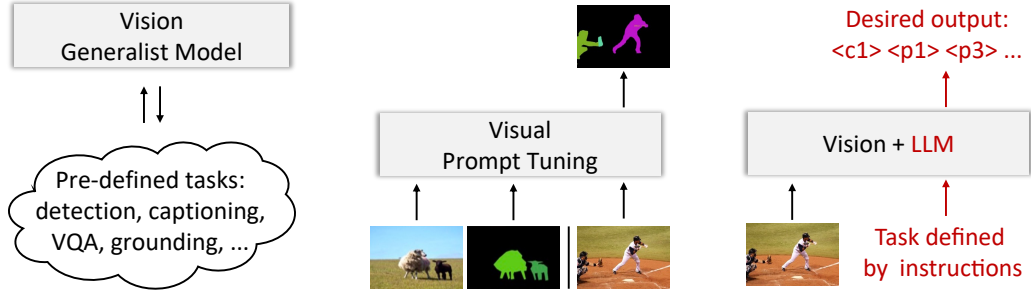 Vision
Generalist Model
Pre-defined tasks:
detection, captioning,
VQA, grounding, ...
Visual
Prompt Tuning
Desired output:
<c1> <p1> <p3> ...
Vision + LLM
Task defined
by instructions